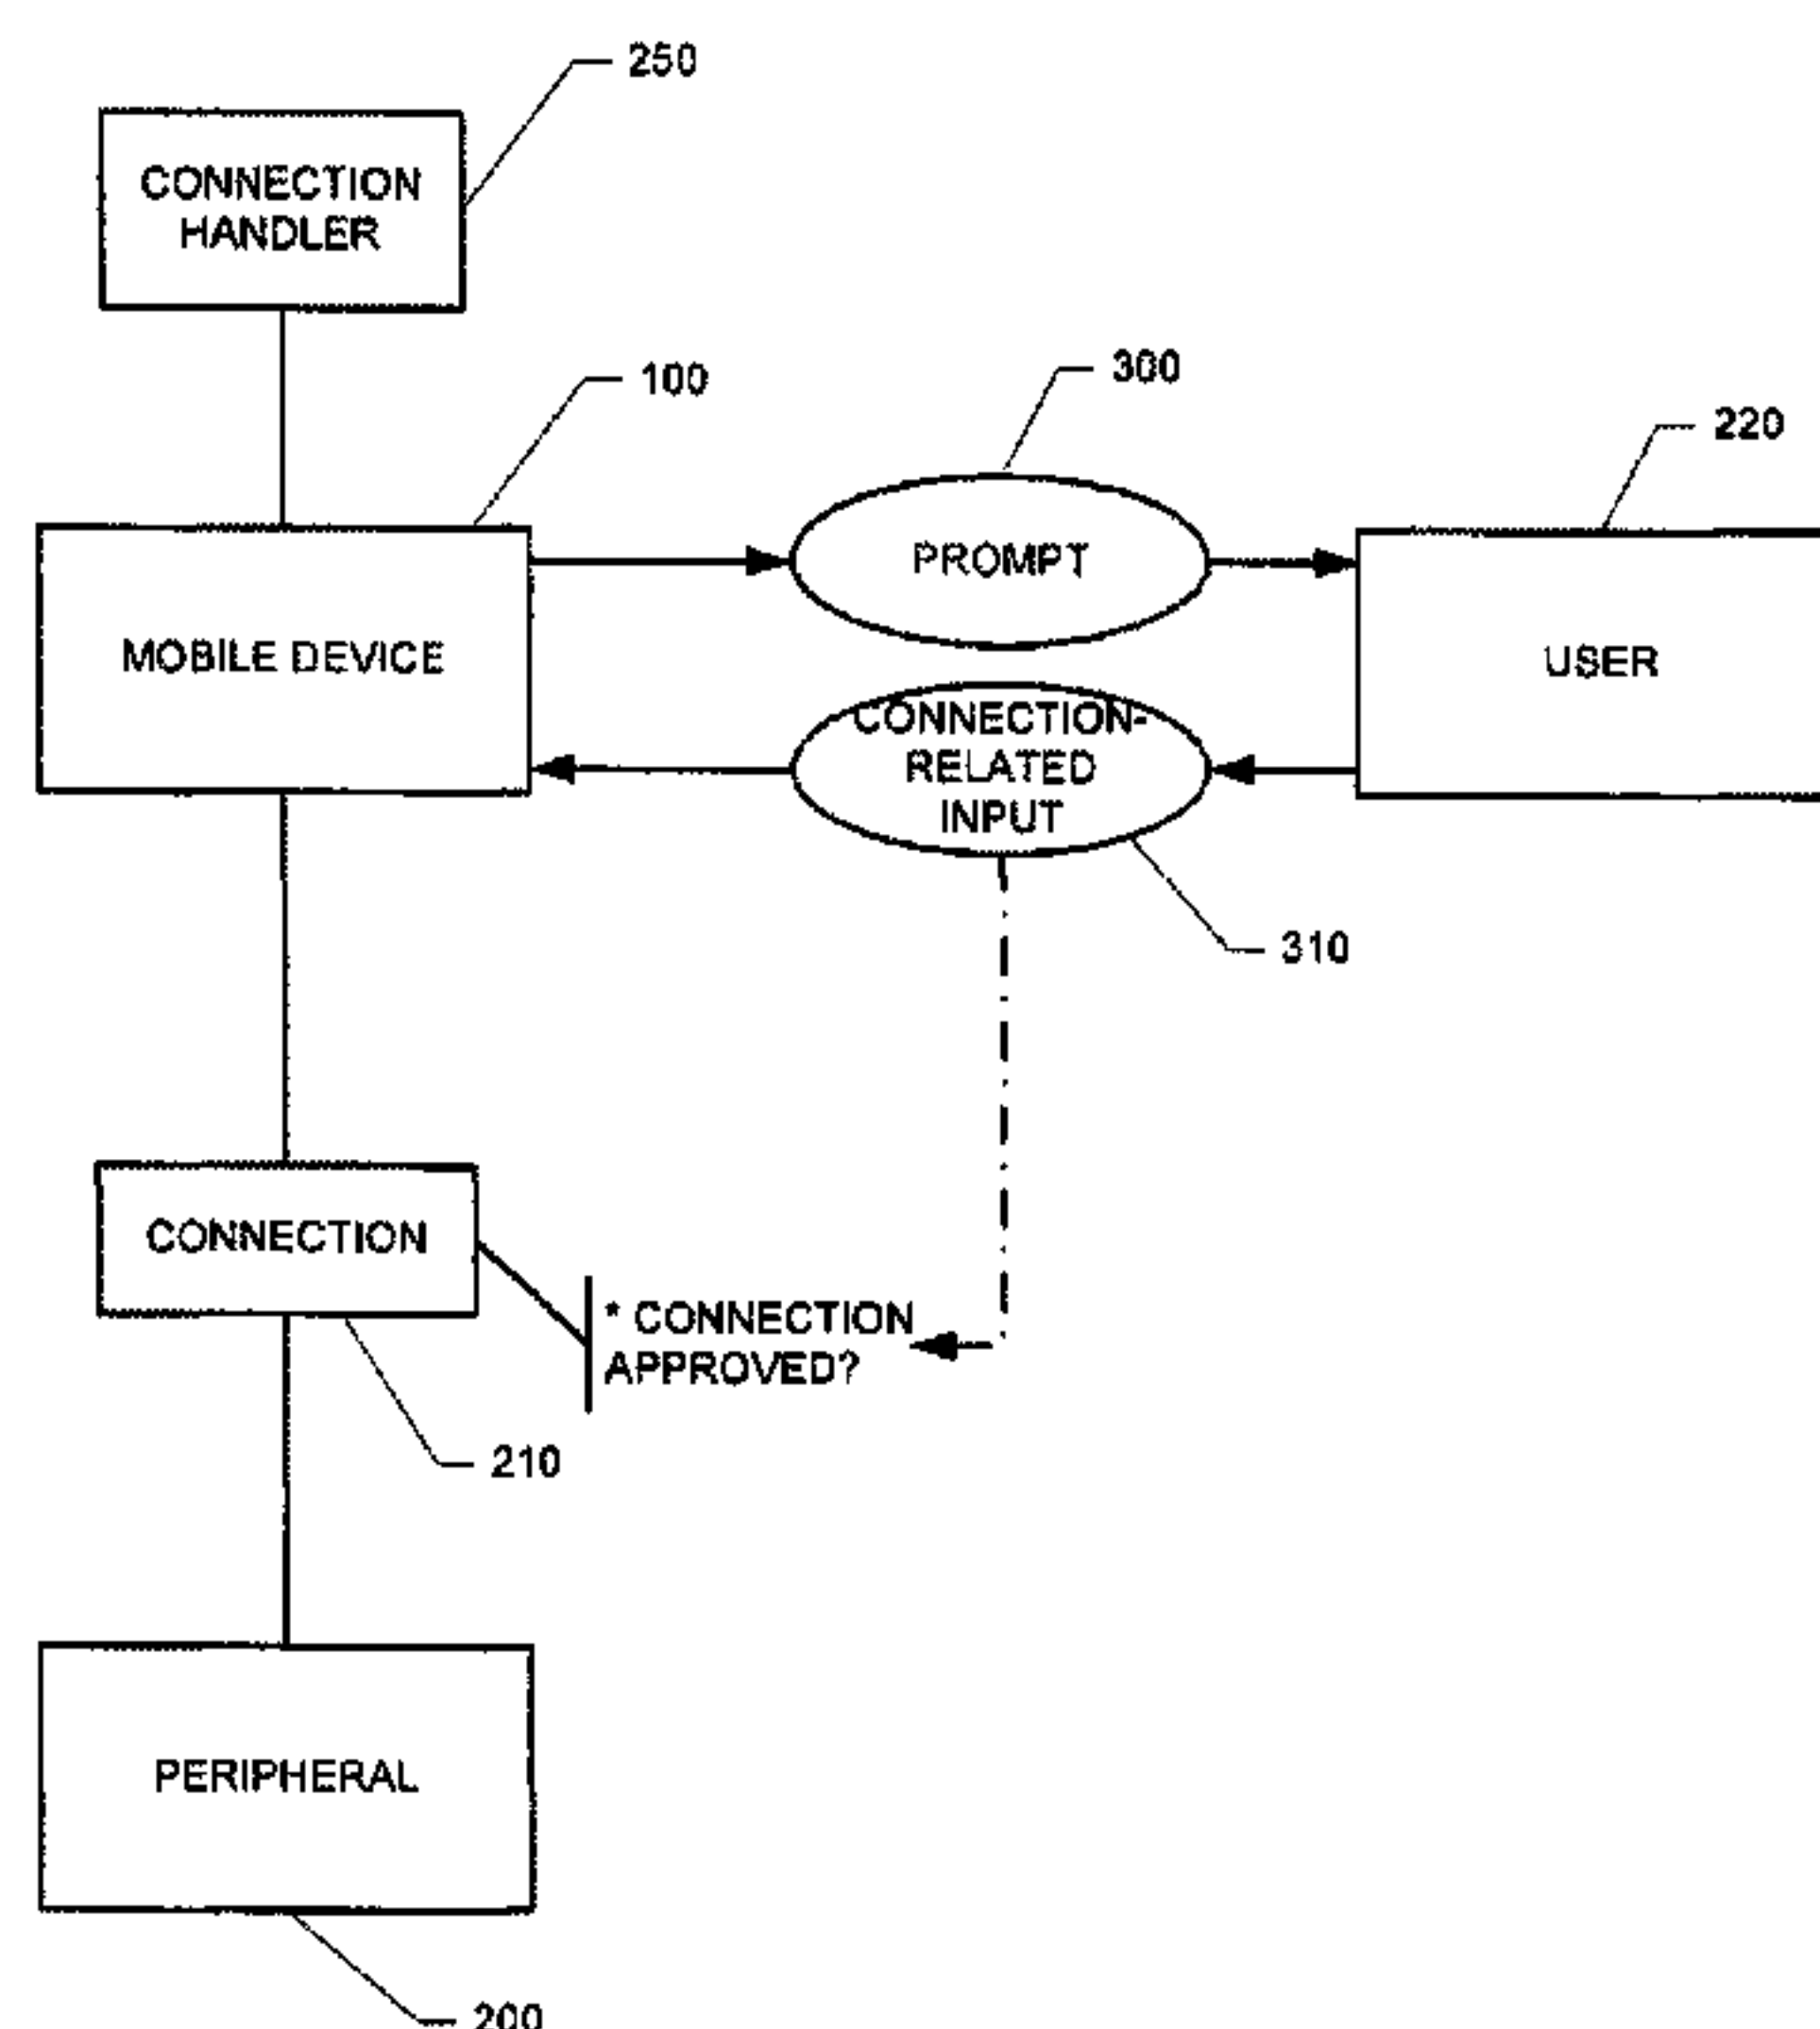 250
CONNECTION
HANDLER
100
300
220
PROMPT
MOBILE DEVICE
USER
CONNECTION-
RELATED
INPUT
310
CONNECTION
* CONNECTION
APPROVED?
210
PERIPHERAL
200